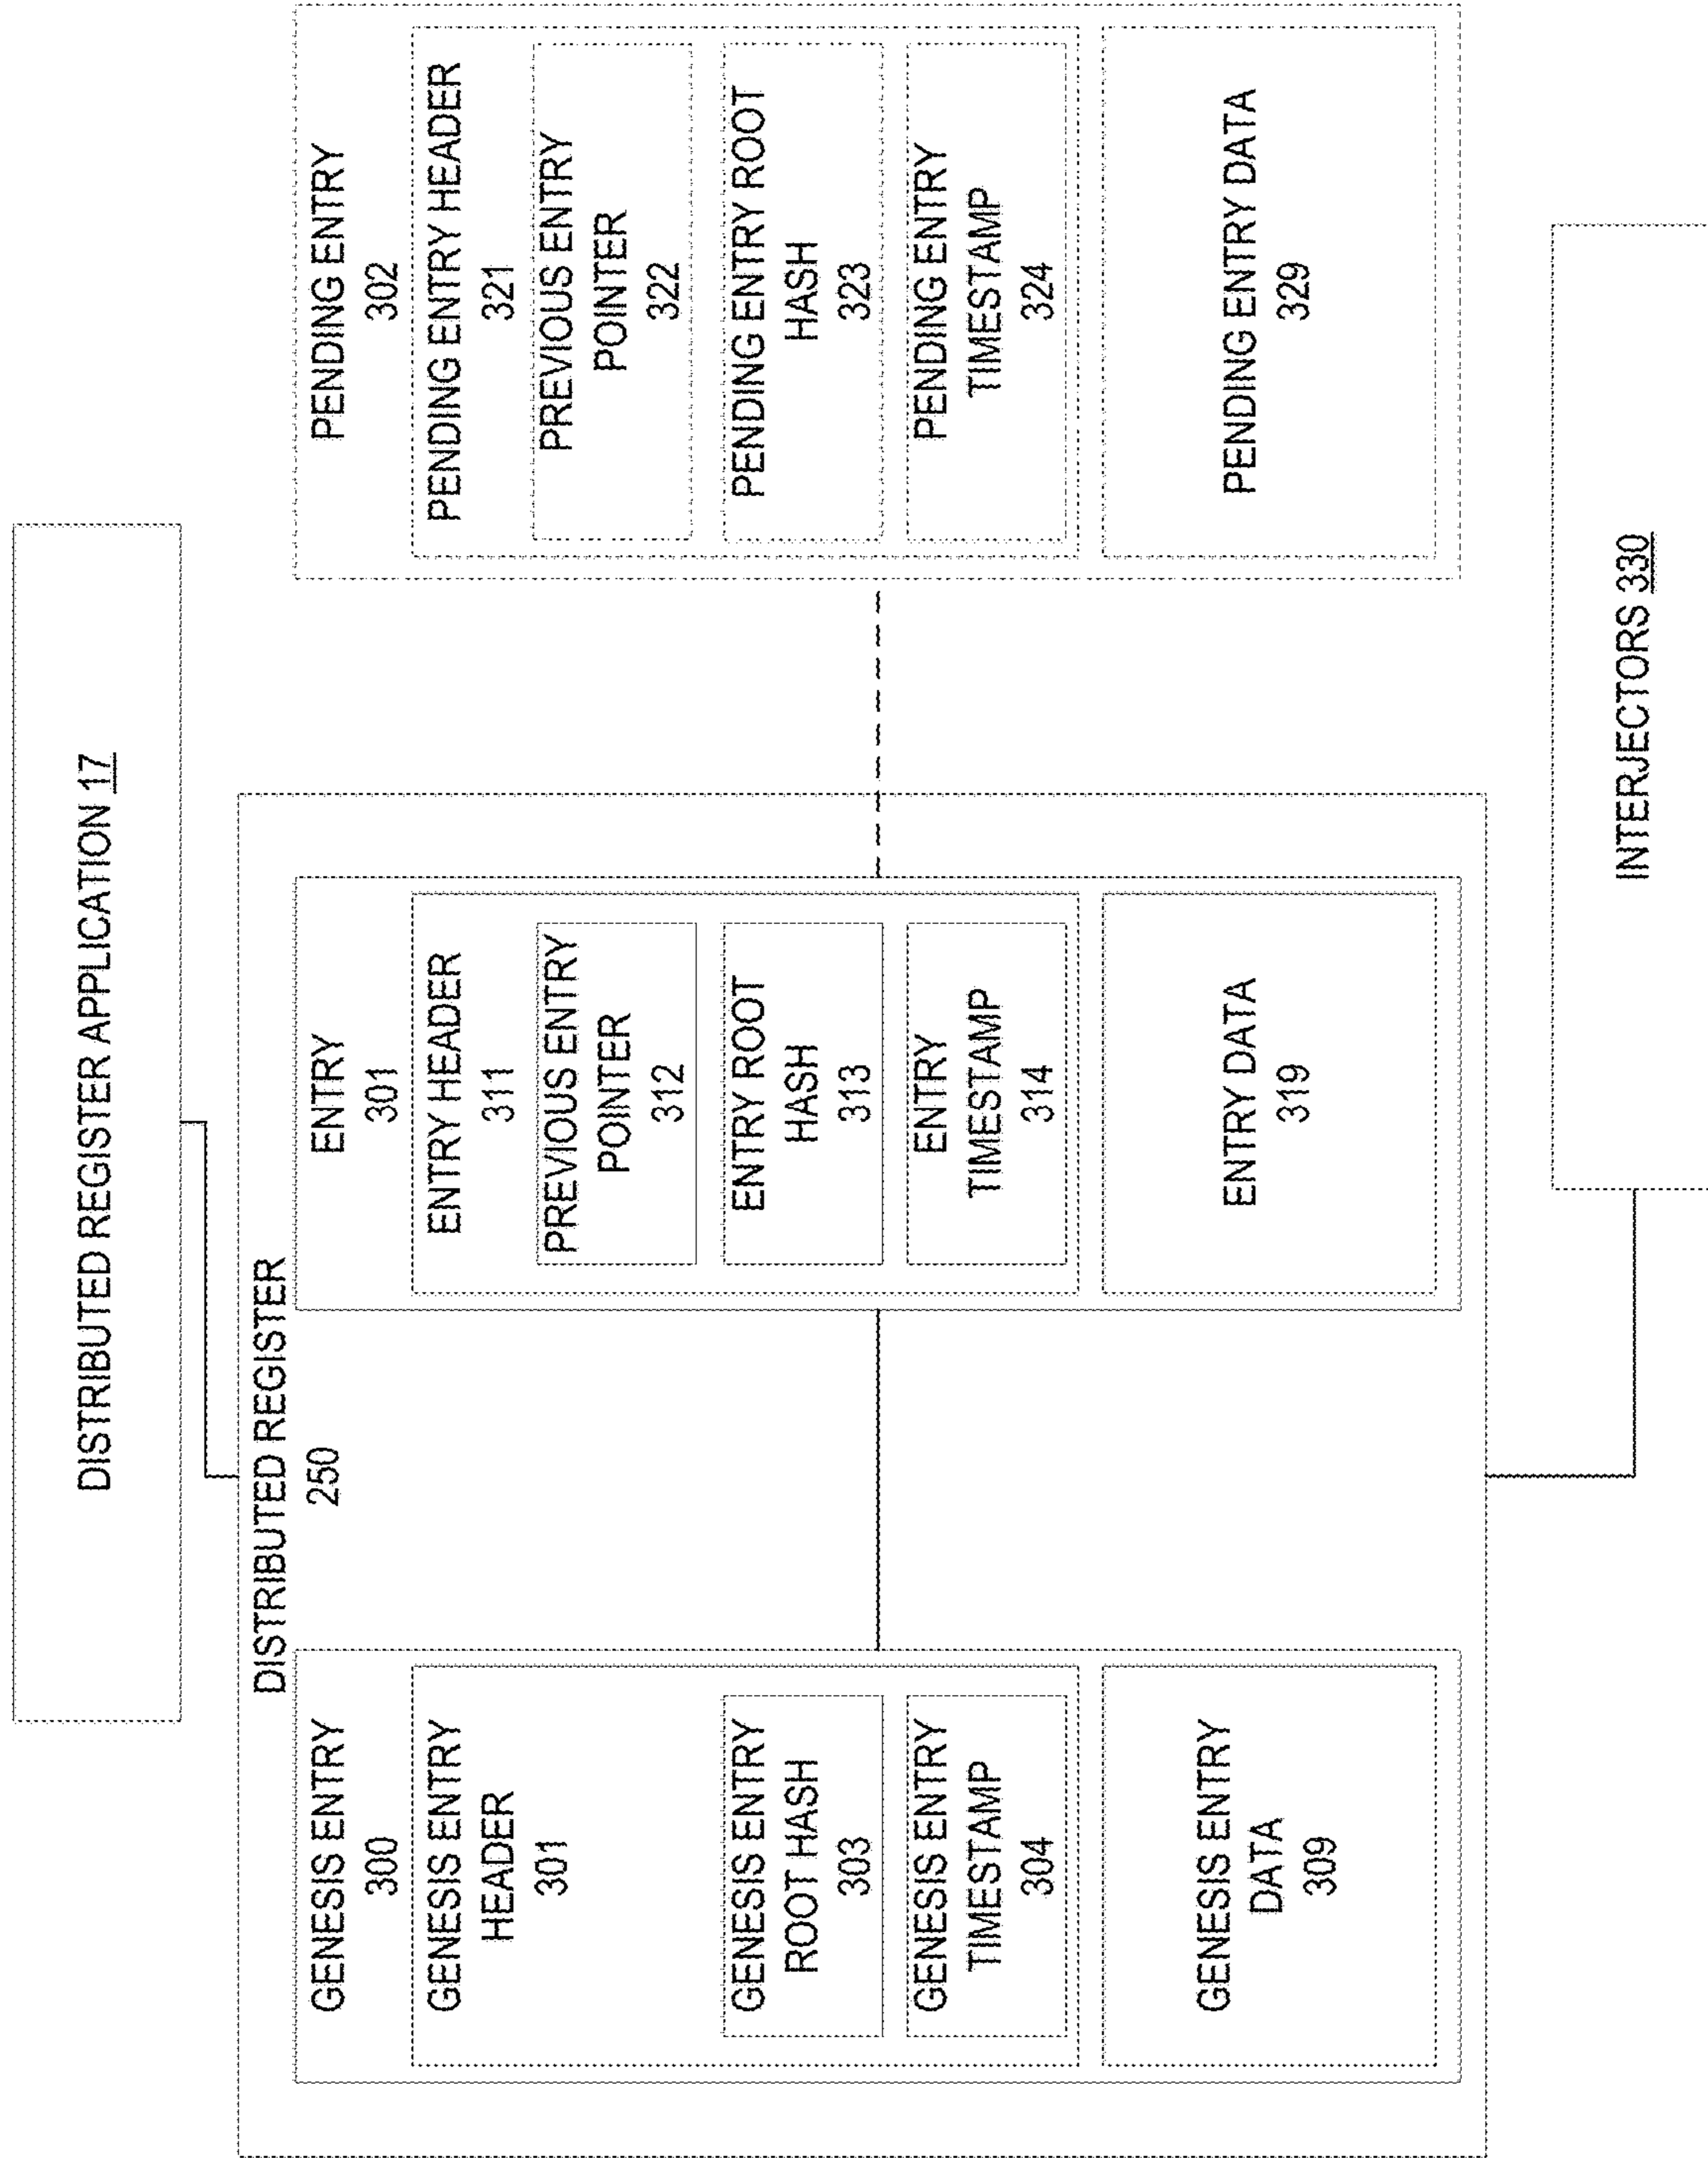 DISTRIBUTED REGISTER APPLICATION 17
DISTRIBUTED REGISTER
250
GENESIS ENTRY
300
GENESIS ENTRY
HEADER
301
GENESIS ENTRY
ROOT HASH
303
GENESIS ENTRY
TIMESTAMP
304
GENESIS ENTRY
DATA
309
ENTRY
301
ENTRY HEADER
311
PREVIOUS ENTRY
POINTER
312
ENTRY ROOT
HASH
313
ENTRY
TIMESTAMP
314
ENTRY DATA
319
PENDING ENTRY
302
PENDING ENTRY HEADER
321
PREVIOUS ENTRY
POINTER
322
PENDING ENTRY ROOT
HASH
323
PENDING ENTRY
TIMESTAMP
324
PENDING ENTRY DATA
329
INTERJECTORS 330